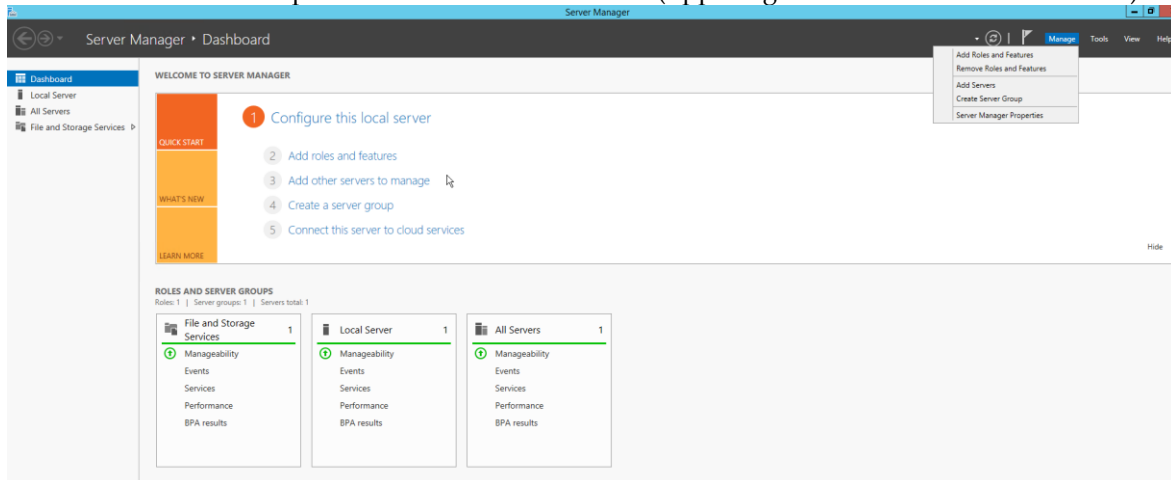 Server Manager
Server Manager • Dashboard
Manage
Tools
View
Help
Add Roles and Features
Remove Roles and Features
Add Servers
Create Server Group
Server Manager Properties
Dashboard
Local Server
All Servers
File and Storage Services
WELCOME TO SERVER MANAGER
QUICK START
WHAT'S NEW
LEARN MORE
1 Configure this local server
2 Add roles and features
3 Add other servers to manage
4 Create a server group
5 Connect this server to cloud services
Hide
ROLES AND SERVER GROUPS
Roles: 1 | Server groups: 1 | Servers total: 1
File and Storage
Services
1
Manageability
Events
Services
Performance
BPA results
Local Server 1
Manageability
Events
Services
Performance
BPA results
All Servers 1
Manageability
Events
Services
Performance
BPA results